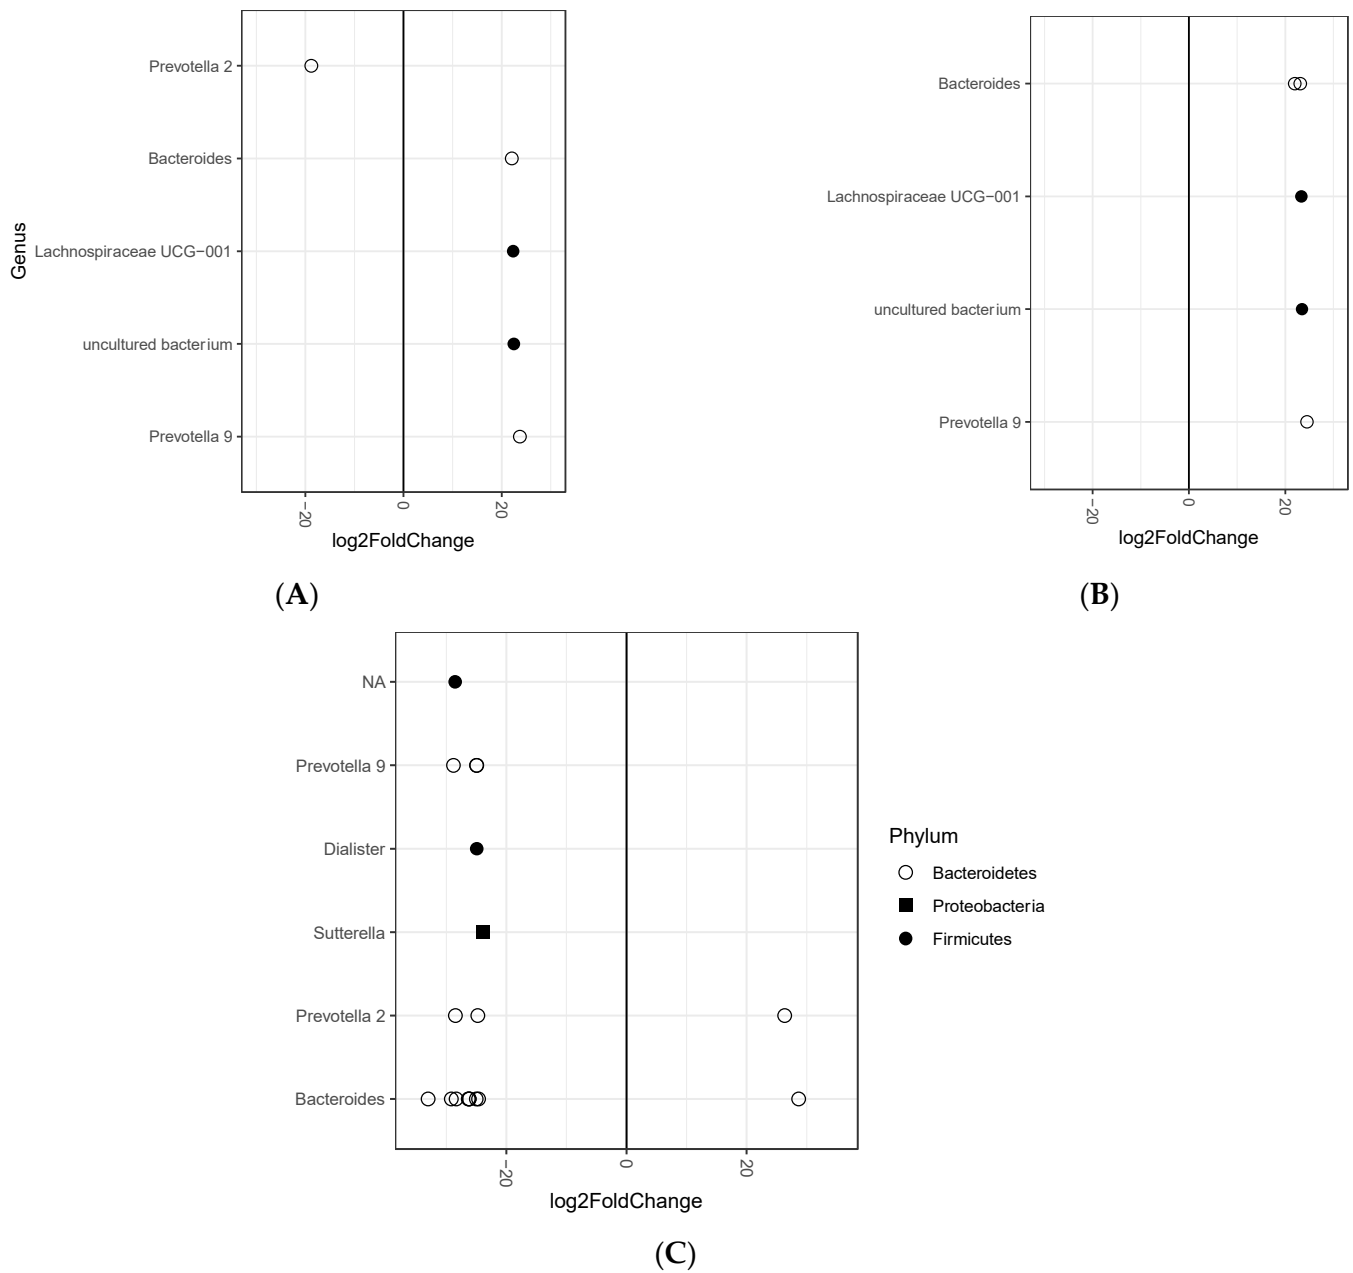 Genus
Prevotella 2
Bacteroides
Lachnospiraceae UCG−001
uncultured bacterium
Prevotella 9
−20
0
20
log2FoldChange
(A)
Bacteroides
Lachnospiraceae UCG−001
uncultured bacterium
Prevotella 9
−20
0
20
log2FoldChange
(B)
NA
Prevotella 9
Dialister
Sutterella
Prevotella 2
Bacteroides
−20
0
20
log2FoldChange
(C)
Phylum
Bacteroidetes
Proteobacteria
Firmicutes